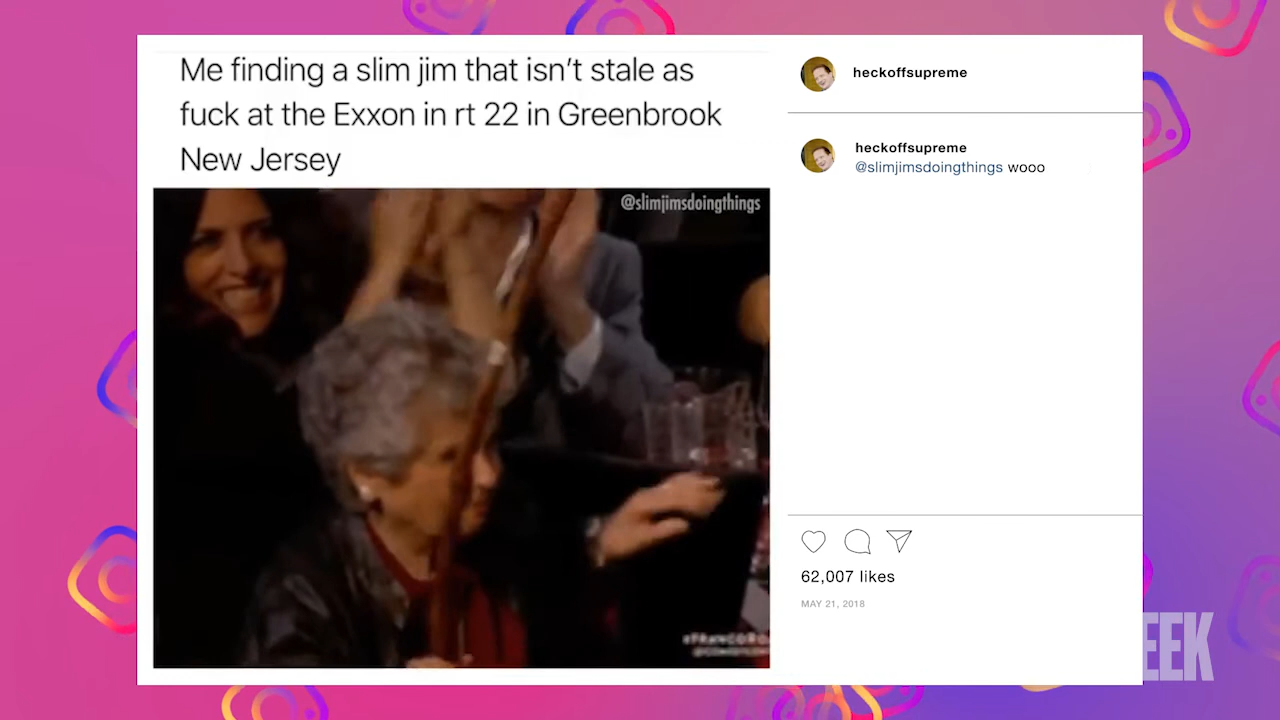 Me finding a slim jim that isn't stale as
fuck at the Exxon in rt 22 in Greenbrook
New Jersey
@slimjimsdoingthings
heckoffsupreme
heckoffsupreme
@slimjimsdoingthings wooo
62,007 likes
MAY 21, 2018
EEK